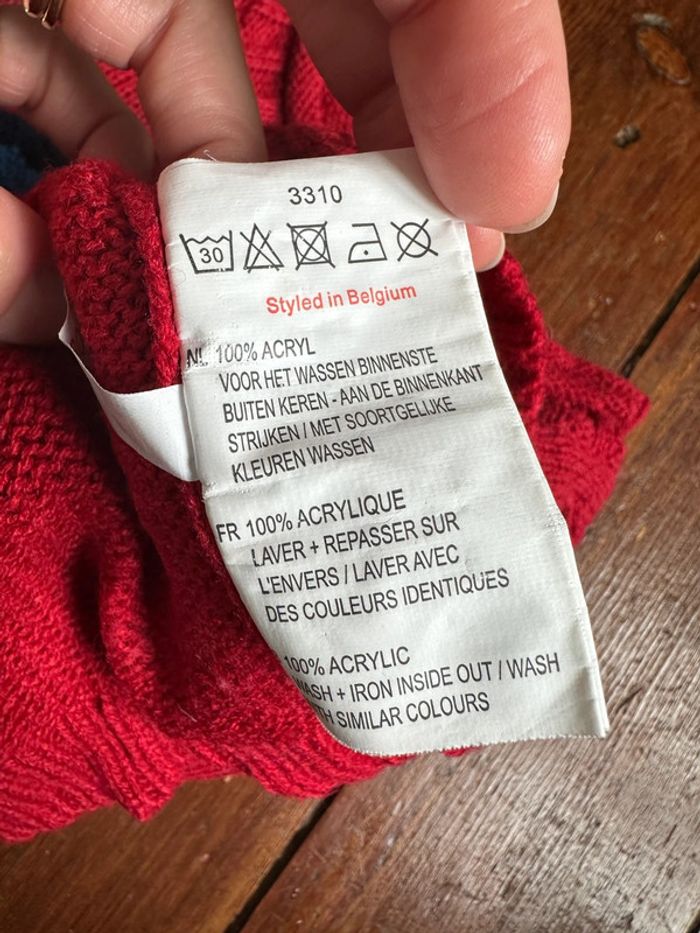 3310
30
Styled in Belgium
NL 100% ACRYL
VOOR HET WASSEN BINNENSTE
BUITEN KEREN - AAN DE BINNENKANT
STRIJKEN / MET SOORTGELIJKE
KLEUREN WASSEN
FR 100% ACRYLIQUE
LAVER + REPASSER SUR
L'ENVERS / LAVER AVEC
DES COULEURS IDENTIQUES
100% ACRYLIC
WASH + IRON INSIDE OUT / WASH
SIMILAR COLOURS